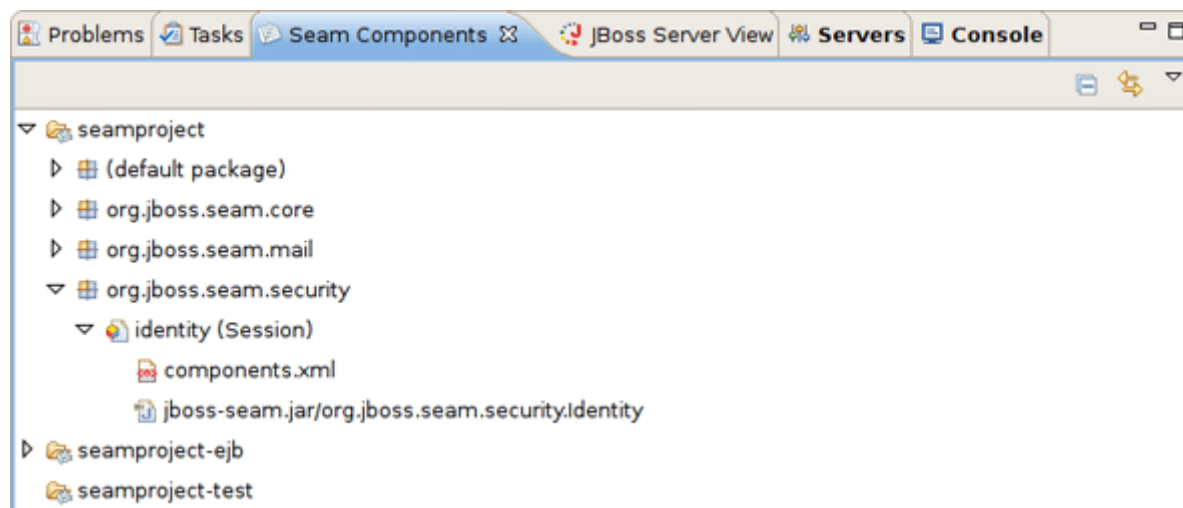 Problems Tasks Seam Components JBoss Server View Servers Console
seamproject
(default package)
org.jboss.seam.core
org.jboss.seam.mail
org.jboss.seam.security
identity (Session)
components.xml
jboss-seam.jar/org.jboss.seam.security.Identity
seamproject-ejb
seamproject-test